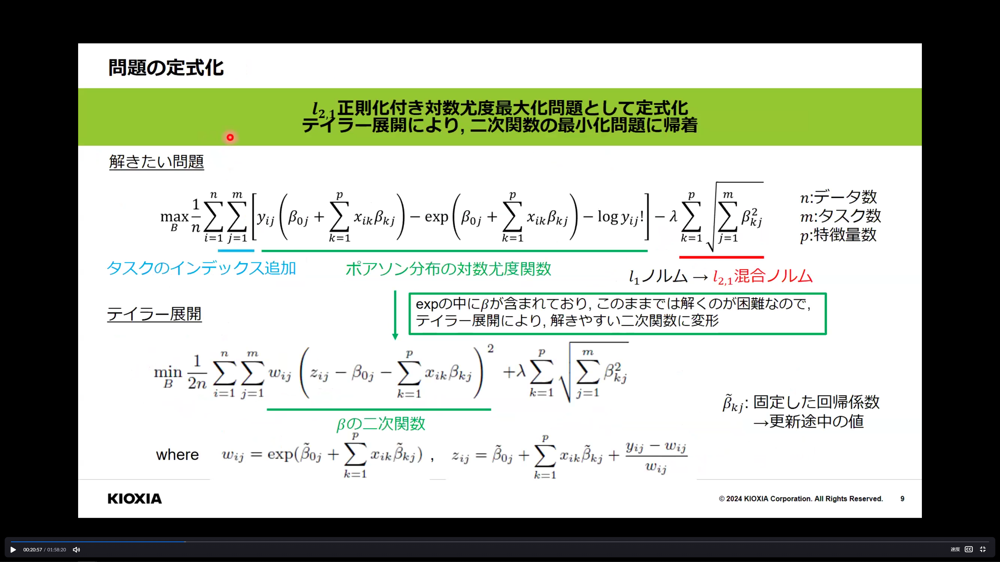 問題の定式化
l_{2,1}正則化付き対数尤度最大化問題として定式化
テイラー展開により, 二次関数の最小化問題に帰着
解きたい問題
\max_{B} \frac{1}{n} \sum_{i=1}^{n} \sum_{j=1}^{m} \left[ y_{ij} \left( \beta_{0j} + \sum_{k=1}^{p} x_{ik} \beta_{kj} \right) - \exp \left( \beta_{0j} + \sum_{k=1}^{p} x_{ik} \beta_{kj} \right) - \log y_{ij}! \right] - \lambda \sum_{k=1}^{p} \sqrt{\sum_{j=1}^{m} \beta_{kj}^2}
n:データ数
m:タスク数
p:特徴量数
タスクのインデックス追加
ポアソン分布の対数尤度関数
l_1ノルム → l_{2,1}混合ノルム
expの中にβが含まれており, このままでは解くのが困難なので,
テイラー展開により, 解きやすい二次関数に変形
テイラー展開
\min_{B} \frac{1}{2n} \sum_{i=1}^{n} \sum_{j=1}^{m} w_{ij} \left( z_{ij} - \beta_{0j} - \sum_{k=1}^{p} x_{ik} \beta_{kj} \right)^2 + \lambda \sum_{k=1}^{p} \sqrt{\sum_{j=1}^{m} \beta_{kj}^2}
βの二次関数
\tilde{\beta}_{kj}: 固定した回帰係数
→更新途中の値
where w_{ij} = \exp(\tilde{\beta}_{0j} + \sum_{k=1}^{p} x_{ik} \tilde{\beta}_{kj}) , z_{ij} = \tilde{\beta}_{0j} + \sum_{k=1}^{p} x_{ik} \tilde{\beta}_{kj} + \frac{y_{ij} - w_{ij}}{w_{ij}}
KIOXIA
© 2024 KIOXIA Corporation. All Rights Reserved. 9
00:20:57 / 01:58:20
速度 CC